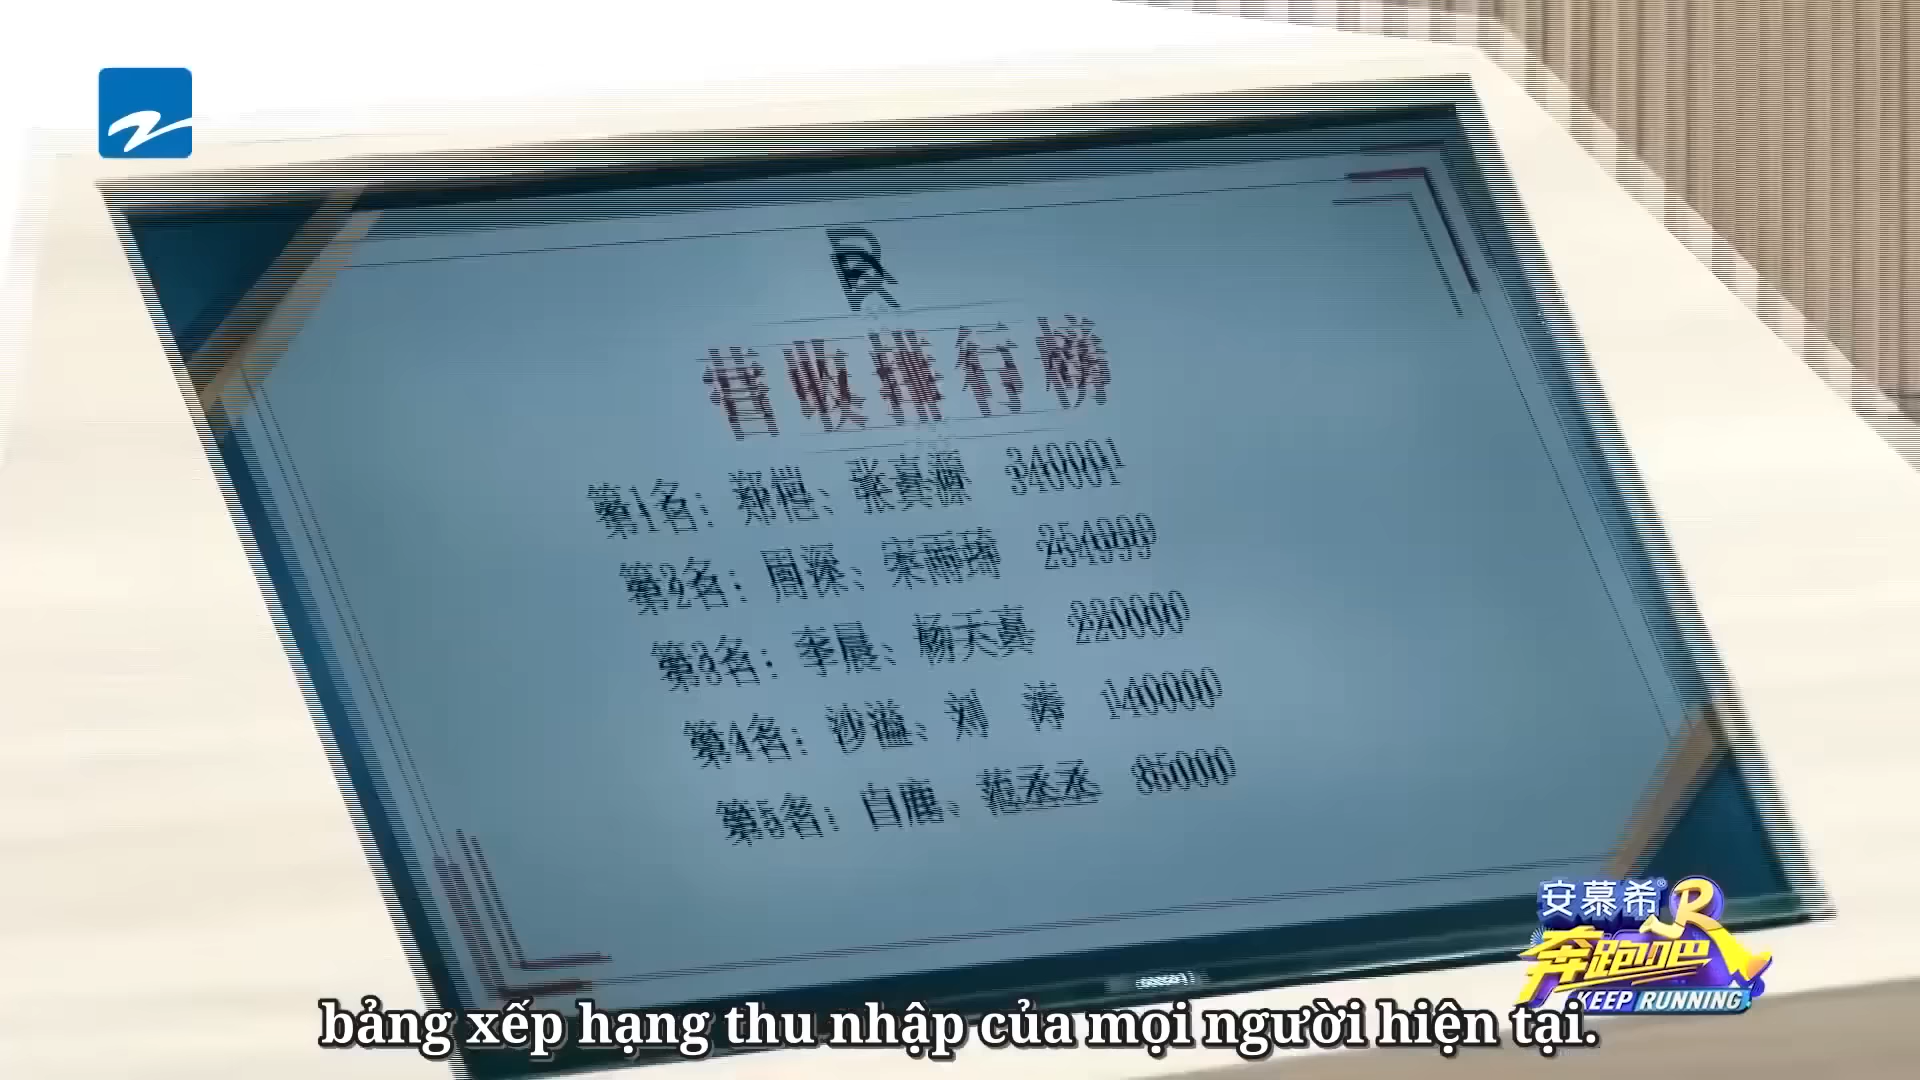 营收排行榜
第1名：郑恺、张真源 340001
第2名：周深、宋雨琦 254999
第3名：李晨、杨天真 220000
第4名：沙溢、刘 涛 140000
第5名：白鹿、范丞丞 85000
安慕希®
奔跑吧
KEEP RUNNING
bảng xếp hạng thu nhập của mọi người hiện tại.